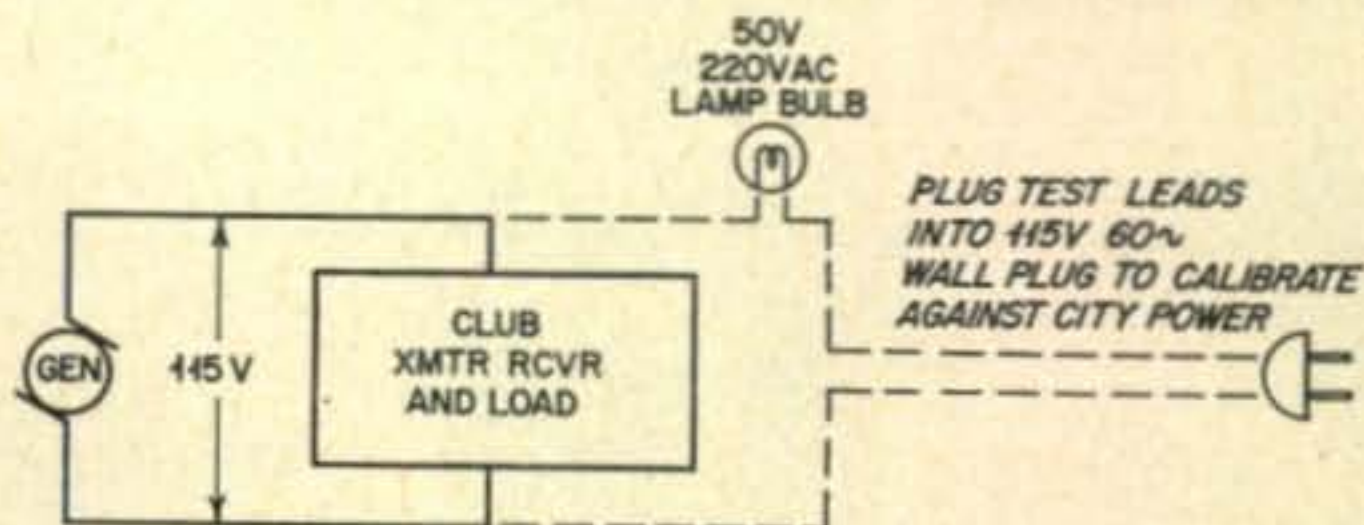 50V
220VAC
LAMP BULB
PLUG TEST LEADS
INTO 115V 60~
WALL PLUG TO CALIBRATE
AGAINST CITY POWER
GEN
115 V
CLUB
XMTR RCVR
AND LOAD